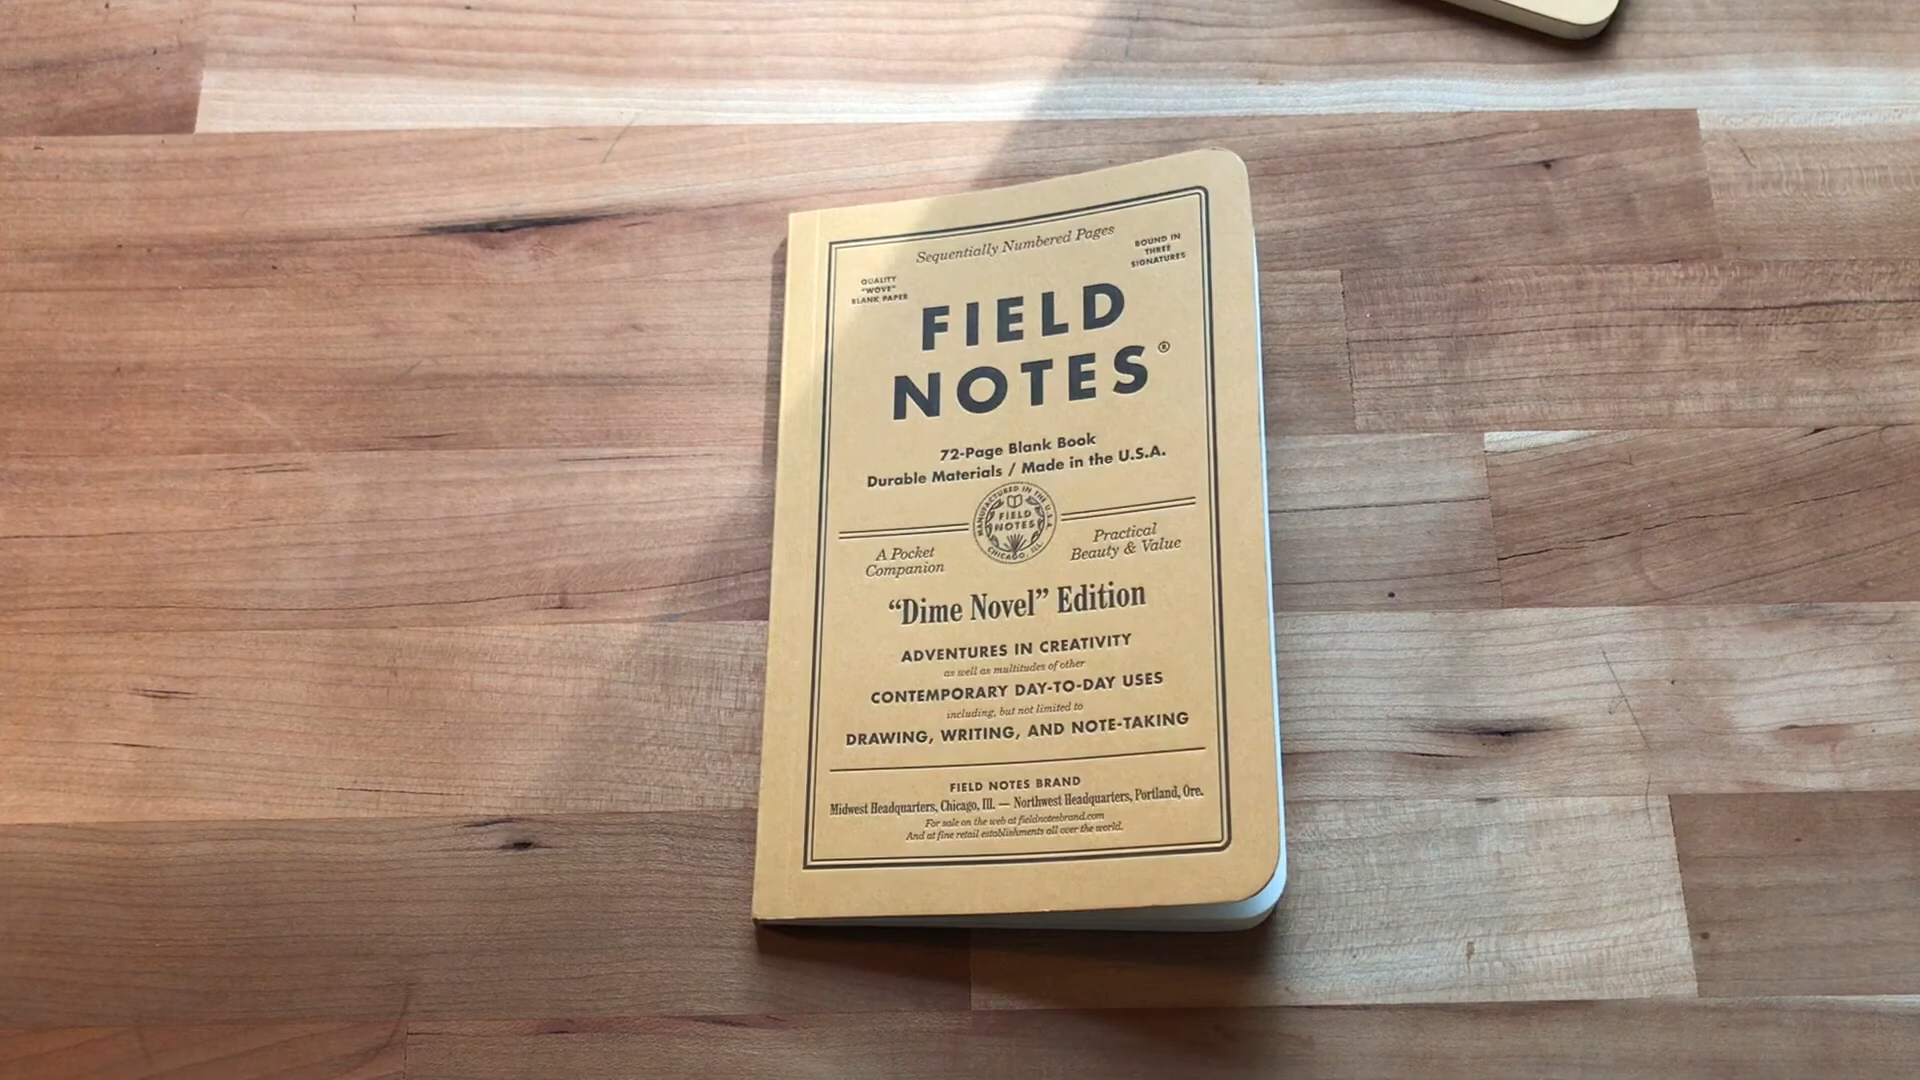 Sequentially Numbered Pages
QUALITY
"WOVE"
BLANK PAPER
BOUND IN
THREE
SIGNATURES
FIELD
NOTES®
72-Page Blank Book
Durable Materials / Made in the U.S.A.
MANUFACTURED IN THE U.S.A.
FIELD
NOTES
CHICAGO, ILL.
A Pocket
Companion
Practical
Beauty & Value
“Dime Novel” Edition
ADVENTURES IN CREATIVITY
as well as multitudes of other
CONTEMPORARY DAY-TO-DAY USES
including, but not limited to
DRAWING, WRITING, AND NOTE-TAKING
FIELD NOTES BRAND
Midwest Headquarters, Chicago, Ill. — Northwest Headquarters, Portland, Ore.
For sale on the web at fieldnotesbrand.com
And at fine retail establishments all over the world.